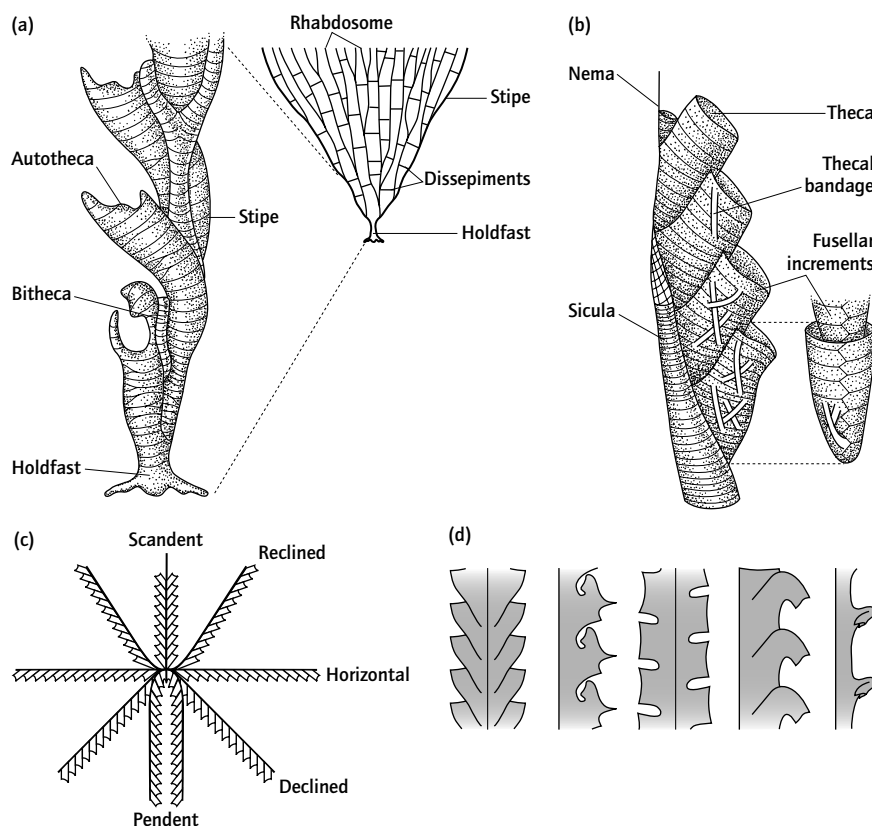 (a)
Rhabdosome
Stipe
Autotheca
Dissepiments
Stipe
Holdfast
Bitheca
Holdfast
(b)
Nema
Theca
Thecal
bandage
Fusellar
increments
Sicula
(c)
Scandent
Reclined
Horizontal
Declined
Pendent
(d)